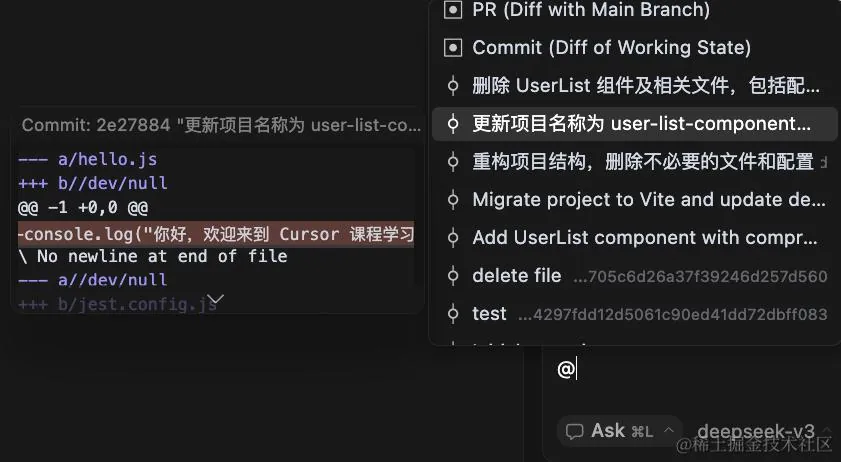 PR (Diff with Main Branch)
Commit (Diff of Working State)
删除 UserList 组件及相关文件，包括配...
更新项目名称为 user-list-component...
重构项目结构，删除不必要的文件和配置 d
Migrate project to Vite and update de...
Add UserList component with compr...
delete file ...705c6d26a37f39246d257d560
test ...4297fdd12d5061c90ed41dd72dbff083
Commit: 2e27884 "更新项目名称为 user-list-co...
--- a/hello.js
+++ b//dev/null
@@ -1 +0,0 @@
-console.log("你好，欢迎来到 Cursor 课程学习
\ No newline at end of file
--- a//dev/null
+++ b/jest.config.js
@
Ask ⌘L
deepseek-v3
@稀土掘金技术社区